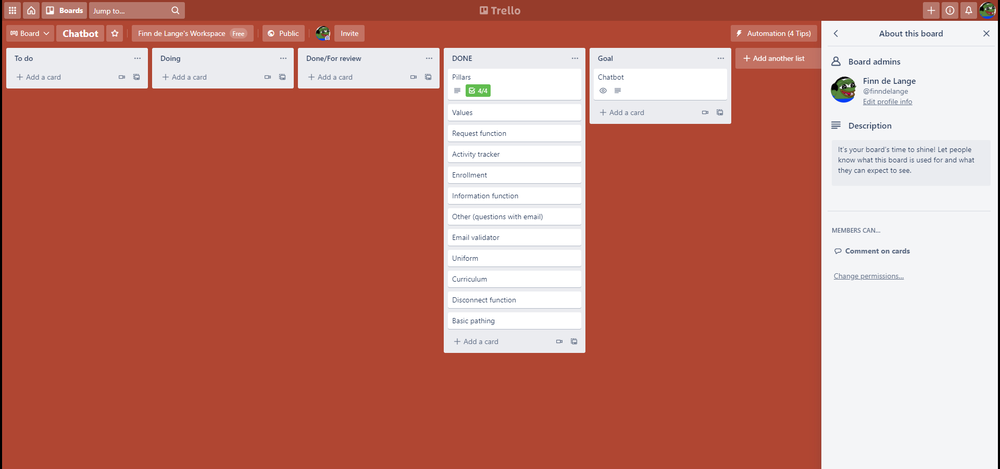 Boards
Jump to...
Trello
Board
Chatbot
Finn de Lange's Workspace Free
Public
Invite
Automation (4 Tips)
To do
Add a card
Doing
Add a card
Done/For review
Add a card
DONE
Pillars
4/4
Values
Request function
Activity tracker
Enrollment
Information function
Other (questions with email)
Email validator
Uniform
Curriculum
Disconnect function
Basic pathing
Add a card
Goal
Chatbot
Add a card
Add another list
About this board
Board admins
Finn de Lange
@finndelange
Edit profile info
Description
It's your board's time to shine! Let people
know what this board is used for and what
they can expect to see.
MEMBERS CAN...
Comment on cards
Change permissions...